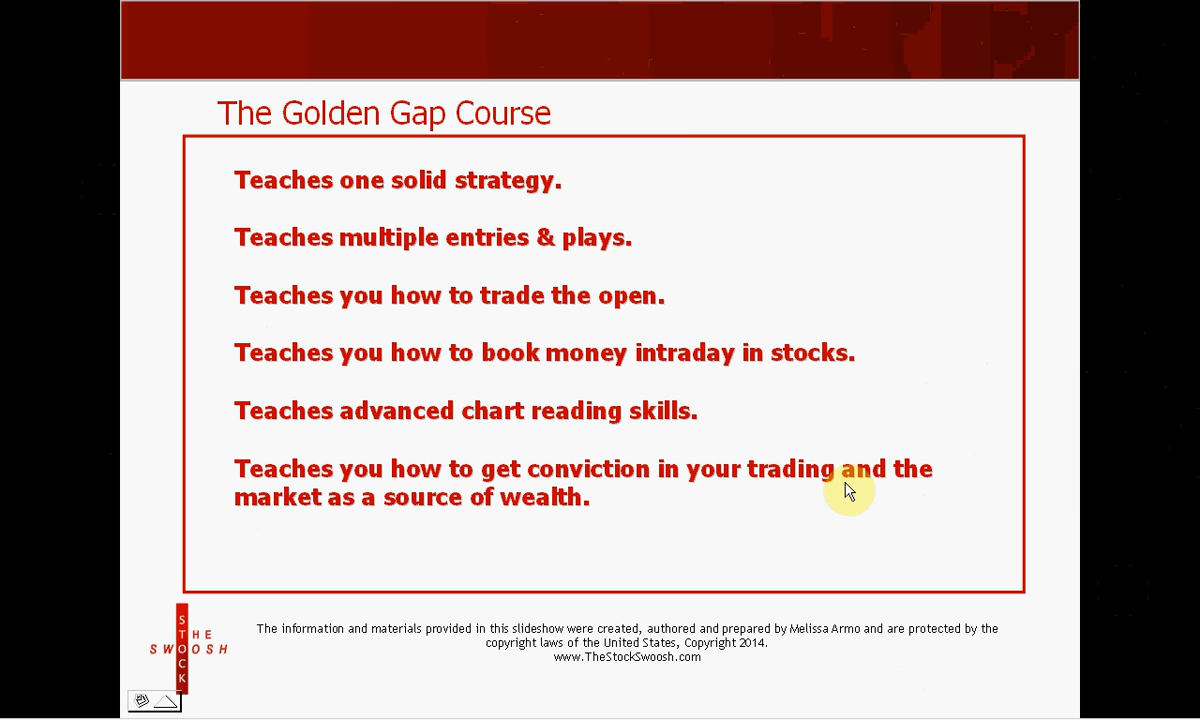 The Golden Gap Course
Teaches one solid strategy.
Teaches multiple entries & plays.
Teaches you how to trade the open.
Teaches you how to book money intraday in stocks.
Teaches advanced chart reading skills.
Teaches you how to get conviction in your trading and the
market as a source of wealth.
THE
STOCK
SWOOSH
The information and materials provided in this slideshow were created, authored and prepared by Melissa Armo and are protected by the
copyright laws of the United States, Copyright 2014.
www.TheStockSwoosh.com